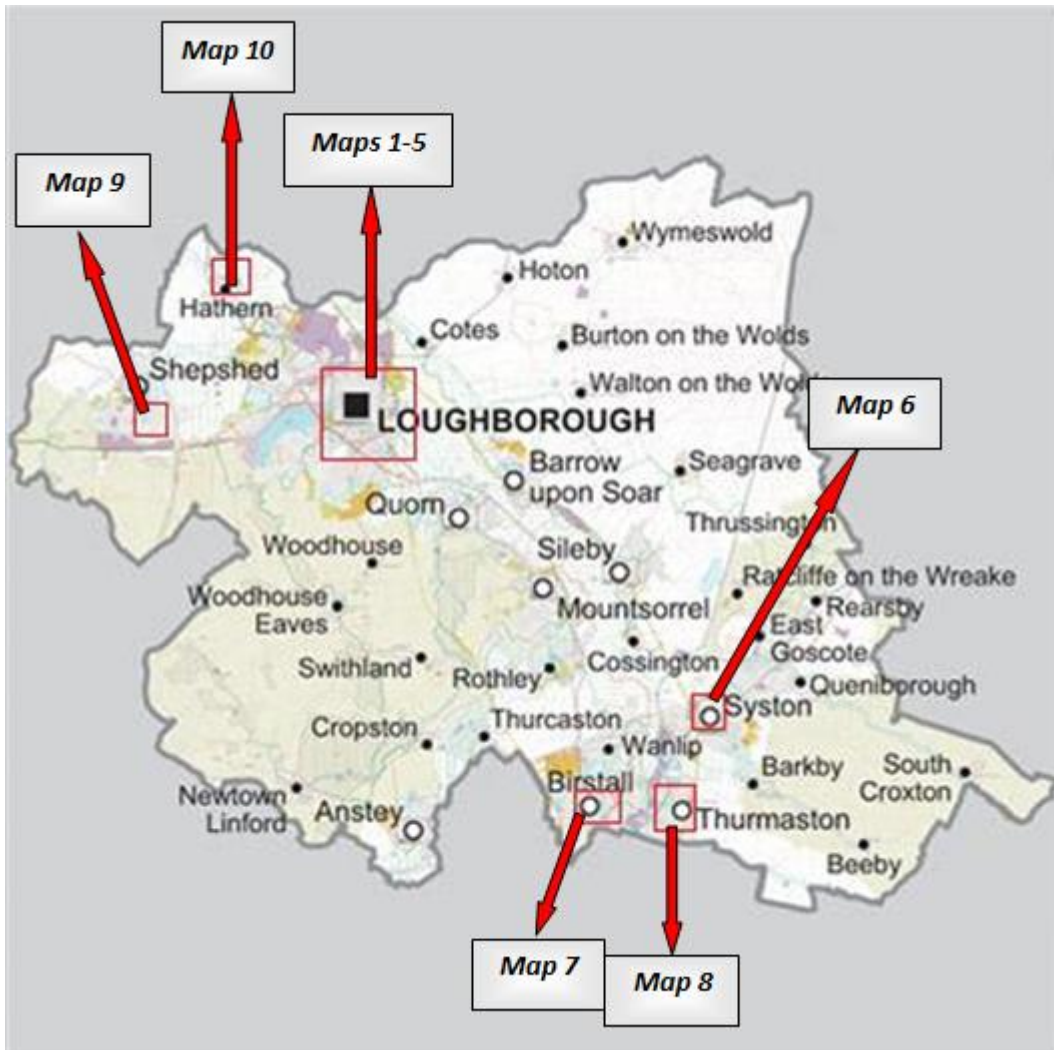 Map 10
Maps 1-5
Map 9
Wymeswold
Hoton
Hathern
Cotes
Burton on the Wolds
Shepshed
Walton on the Wold
Map 6
LOUGHBOROUGH
Barrow
upon Soar
Seagrave
Quorn
Thrussington
Woodhouse
Sileby
Ratcliffe on the Wreake
Woodhouse
Eaves
Mountsorrel
Rearsby
East
Goscote
Swithland
Rothley
Cossington
Queniborough
Syston
Cropston
Thurcaston
Wanlip
Barkby
South
Croxton
Newtown
Linford
Birstall
Anstey
Thurmaston
Beeby
Map 7
Map 8